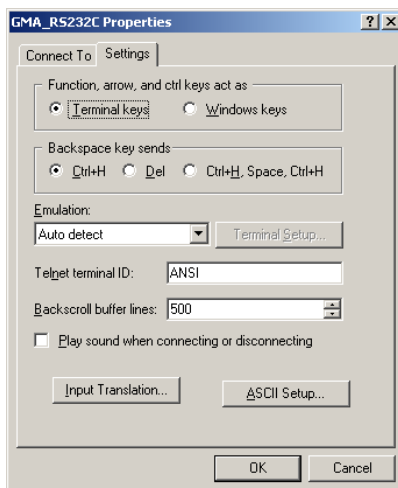 GMA_RS232C Properties
Connect To Settings
Function, arrow, and ctrl keys act as
Terminal keys Windows keys
Backspace key sends
Ctrl+H Del Ctrl+H, Space, Ctrl+H
Emulation:
Auto detect Terminal Setup...
Telnet terminal ID: ANSI
Backscroll buffer lines: 500
Play sound when connecting or disconnecting
Input Translation... ASCII Setup...
OK Cancel